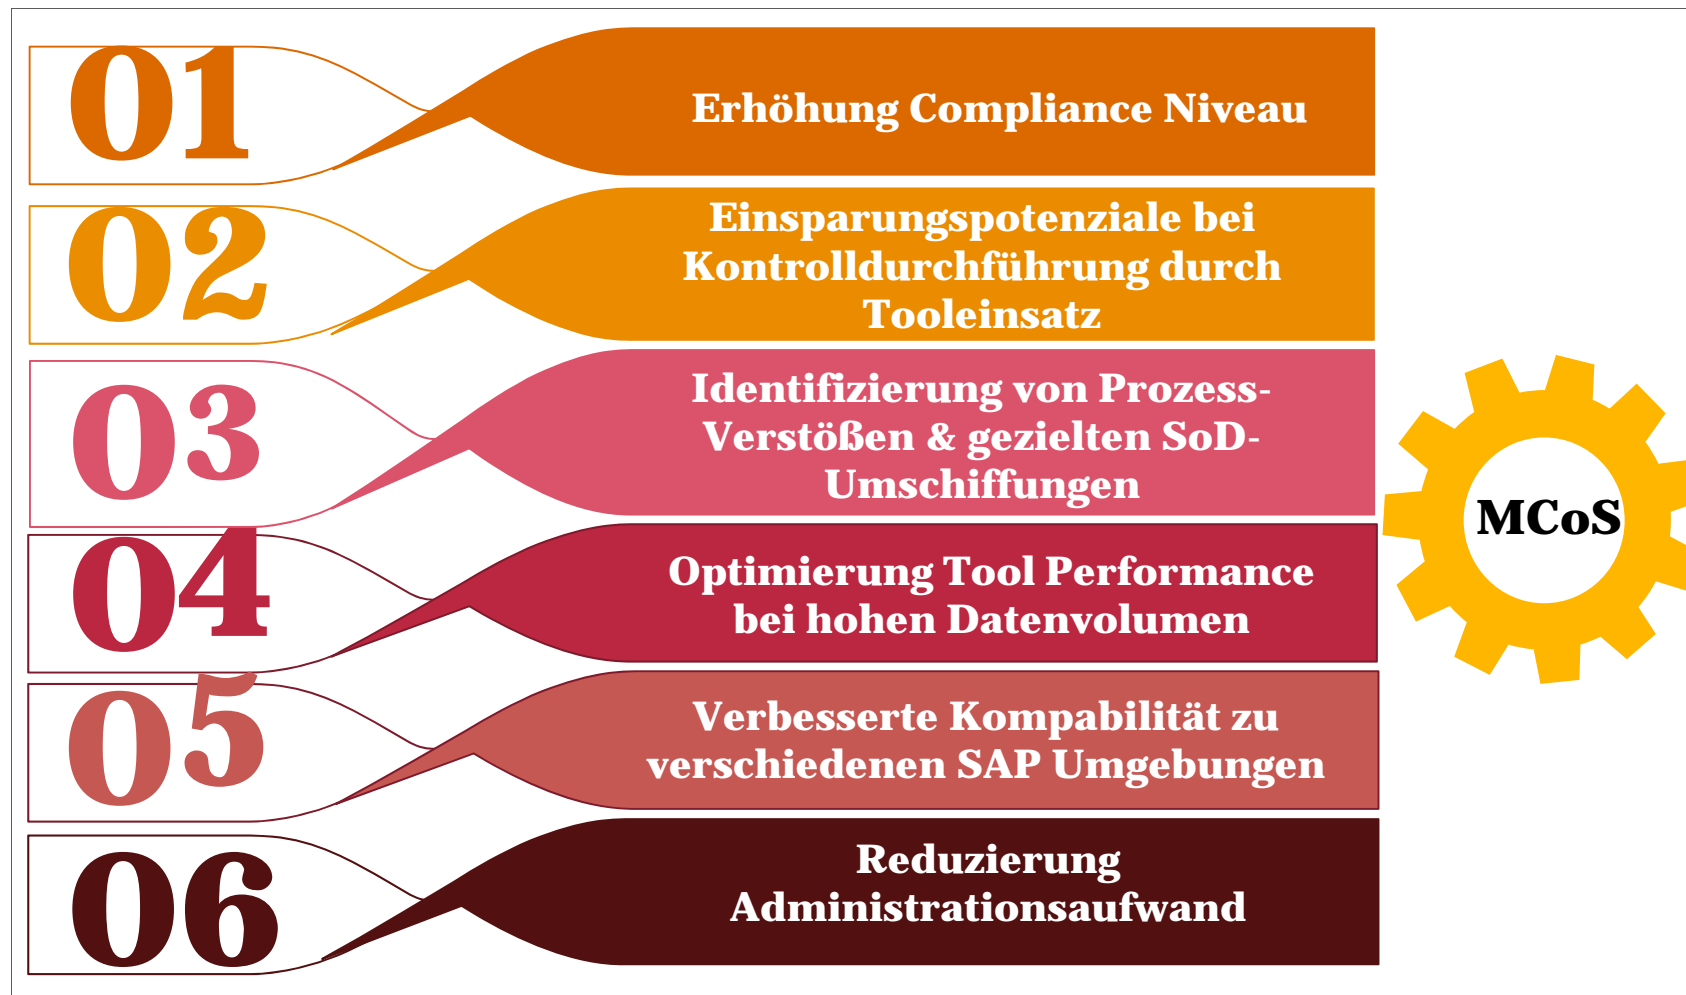 01
Erhöhung Compliance Niveau
02
Einsparungspotenziale bei
Kontrolldurchführung durch
Tooleinsatz
03
Identifizierung von Prozess-
Verstößen & gezielten SoD-
Umschiffungen
04
Optimierung Tool Performance
bei hohen Datenvolumen
05
Verbesserte Kompabilität zu
verschiedenen SAP Umgebungen
06
Reduzierung
Administrationsaufwand
MCoS